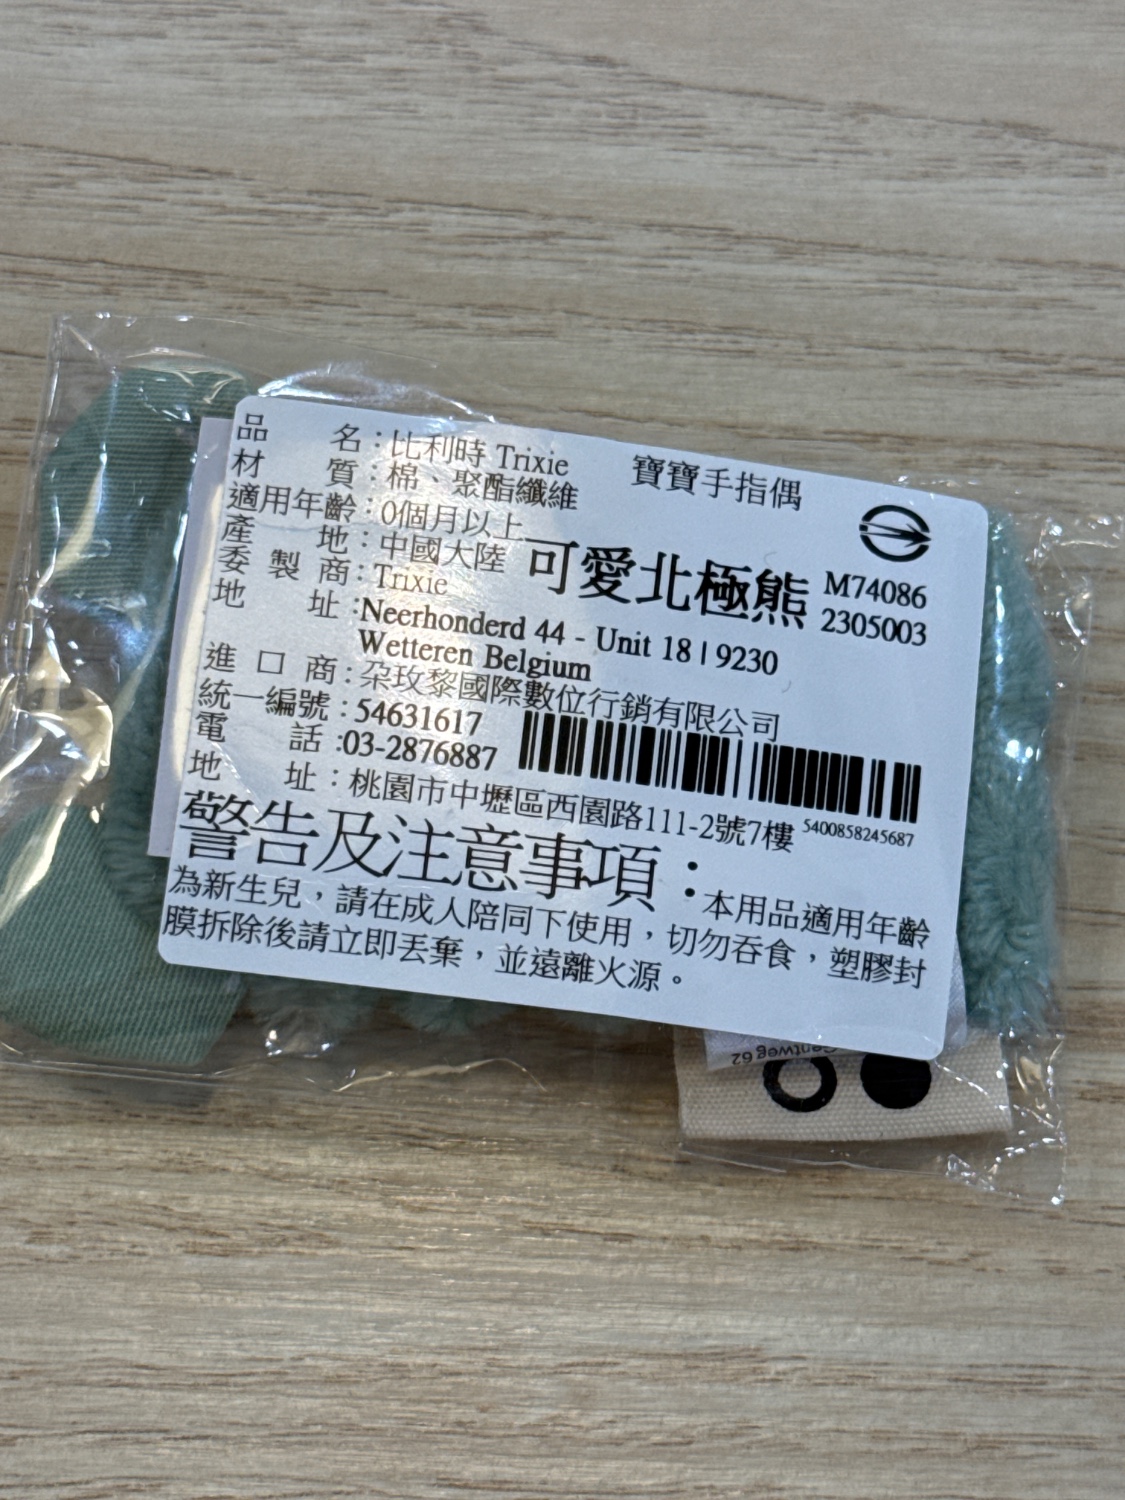 品名：比利時 Trixie 寶寶手指偶
材質：棉、聚酯纖維
適用年齡：0個月以上
產地：中國大陸 可愛北極熊 M74086
委製商：Trixie 2305003
地址：Neerhonderd 44 - Unit 18 | 9230
Wetteren Belgium
進口商：朶玫黎國際數位行銷有限公司
統一編號：54631617
電話：03-2876887
地址：桃園市中壢區西園路111-2號7樓 5400858245687
警告及注意事項：本用品適用年齡
為新生兒、請在成人陪同下使用，切勿吞食，塑膠封
膜拆除後請立即丟棄，並遠離火源。
Gentweg 62